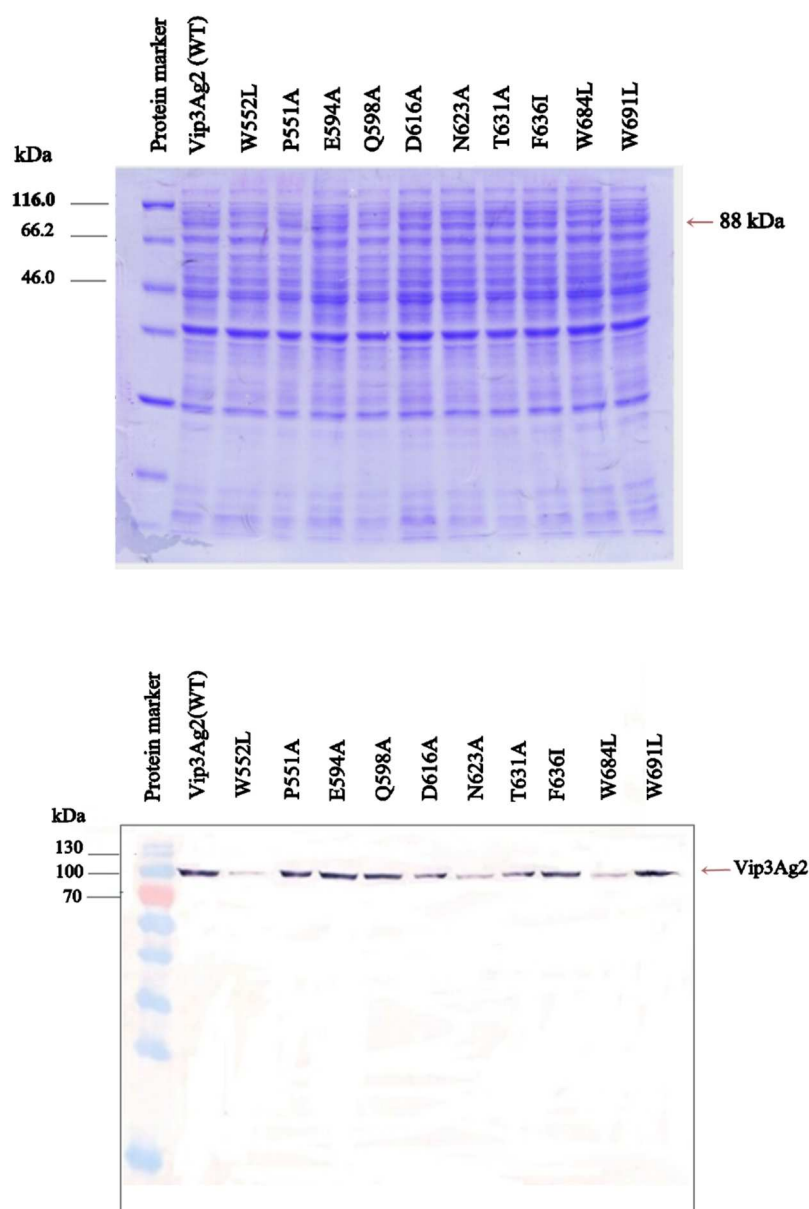 Protein marker
Vip3Ag2 (WT)
W552L
P551A
E594A
Q598A
D616A
N623A
T631A
F636I
W684L
W691L
kDa
116.0
66.2
46.0
88 kDa
Protein marker
Vip3Ag2(WT)
W552L
P551A
E594A
Q598A
D616A
N623A
T631A
F636I
W684L
W691L
kDa
130
100
70
Vip3Ag2